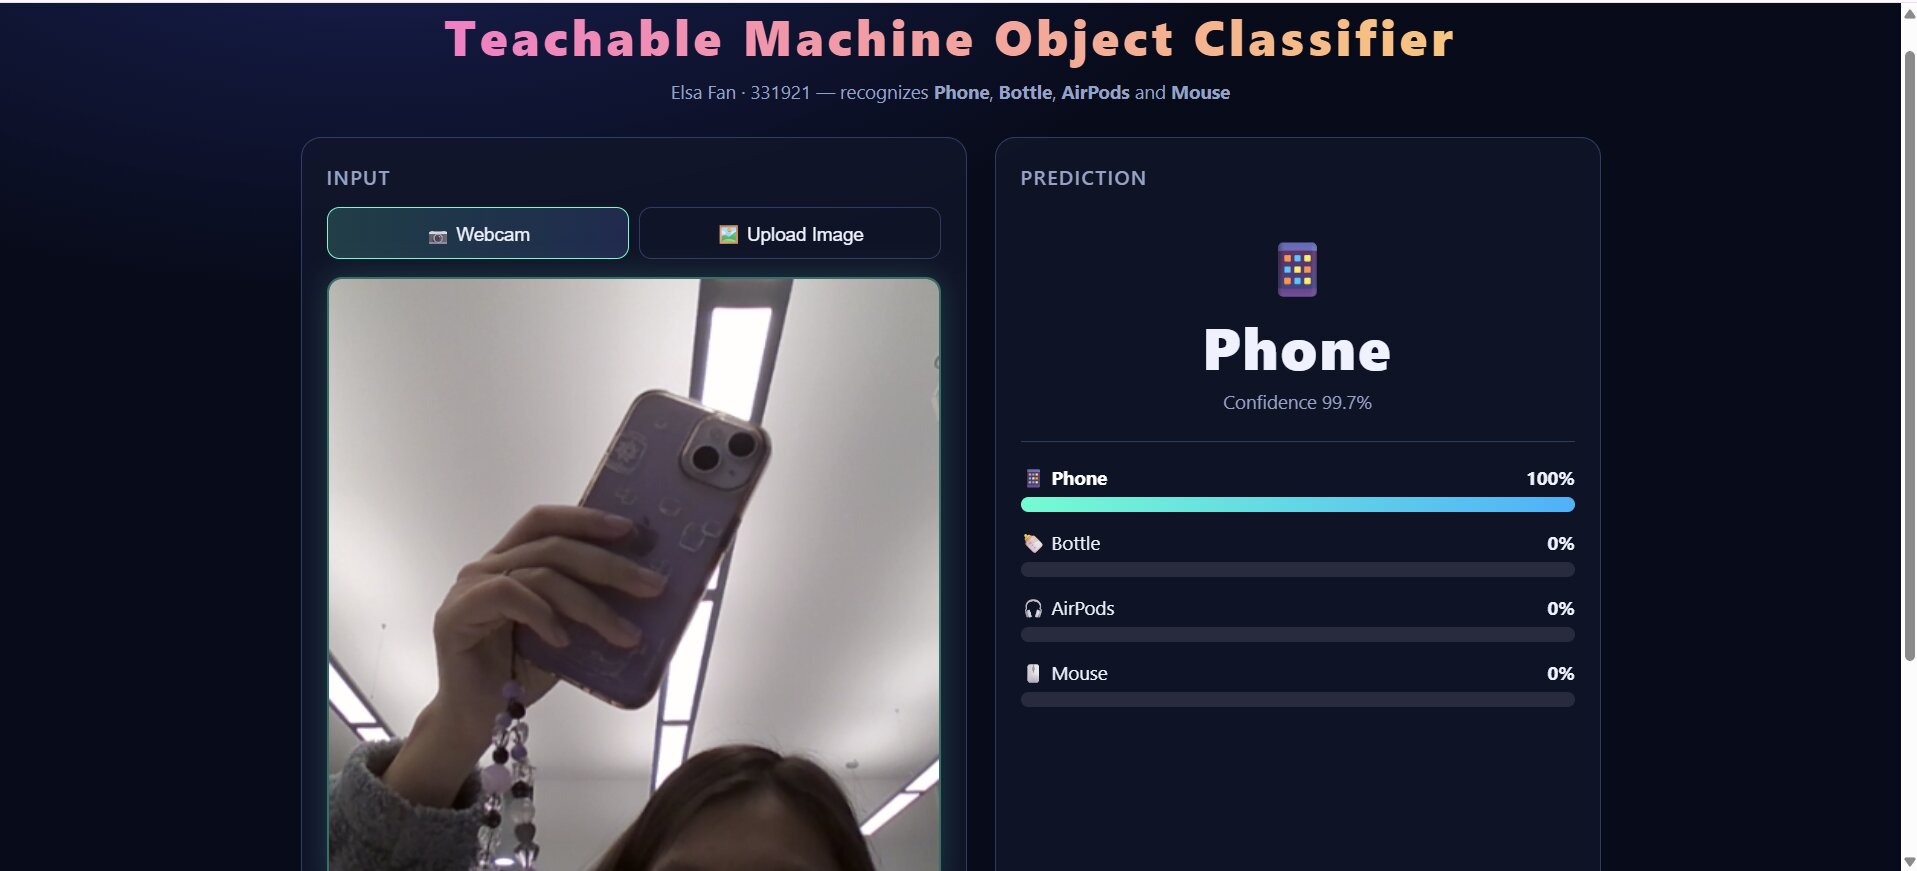 Teachable Machine Object Classifier
Elsa Fan · 331921 — recognizes Phone, Bottle, AirPods and Mouse
INPUT
Webcam
Upload Image
PREDICTION
Phone
Confidence 99.7%
Phone 100%
Bottle 0%
AirPods 0%
Mouse 0%